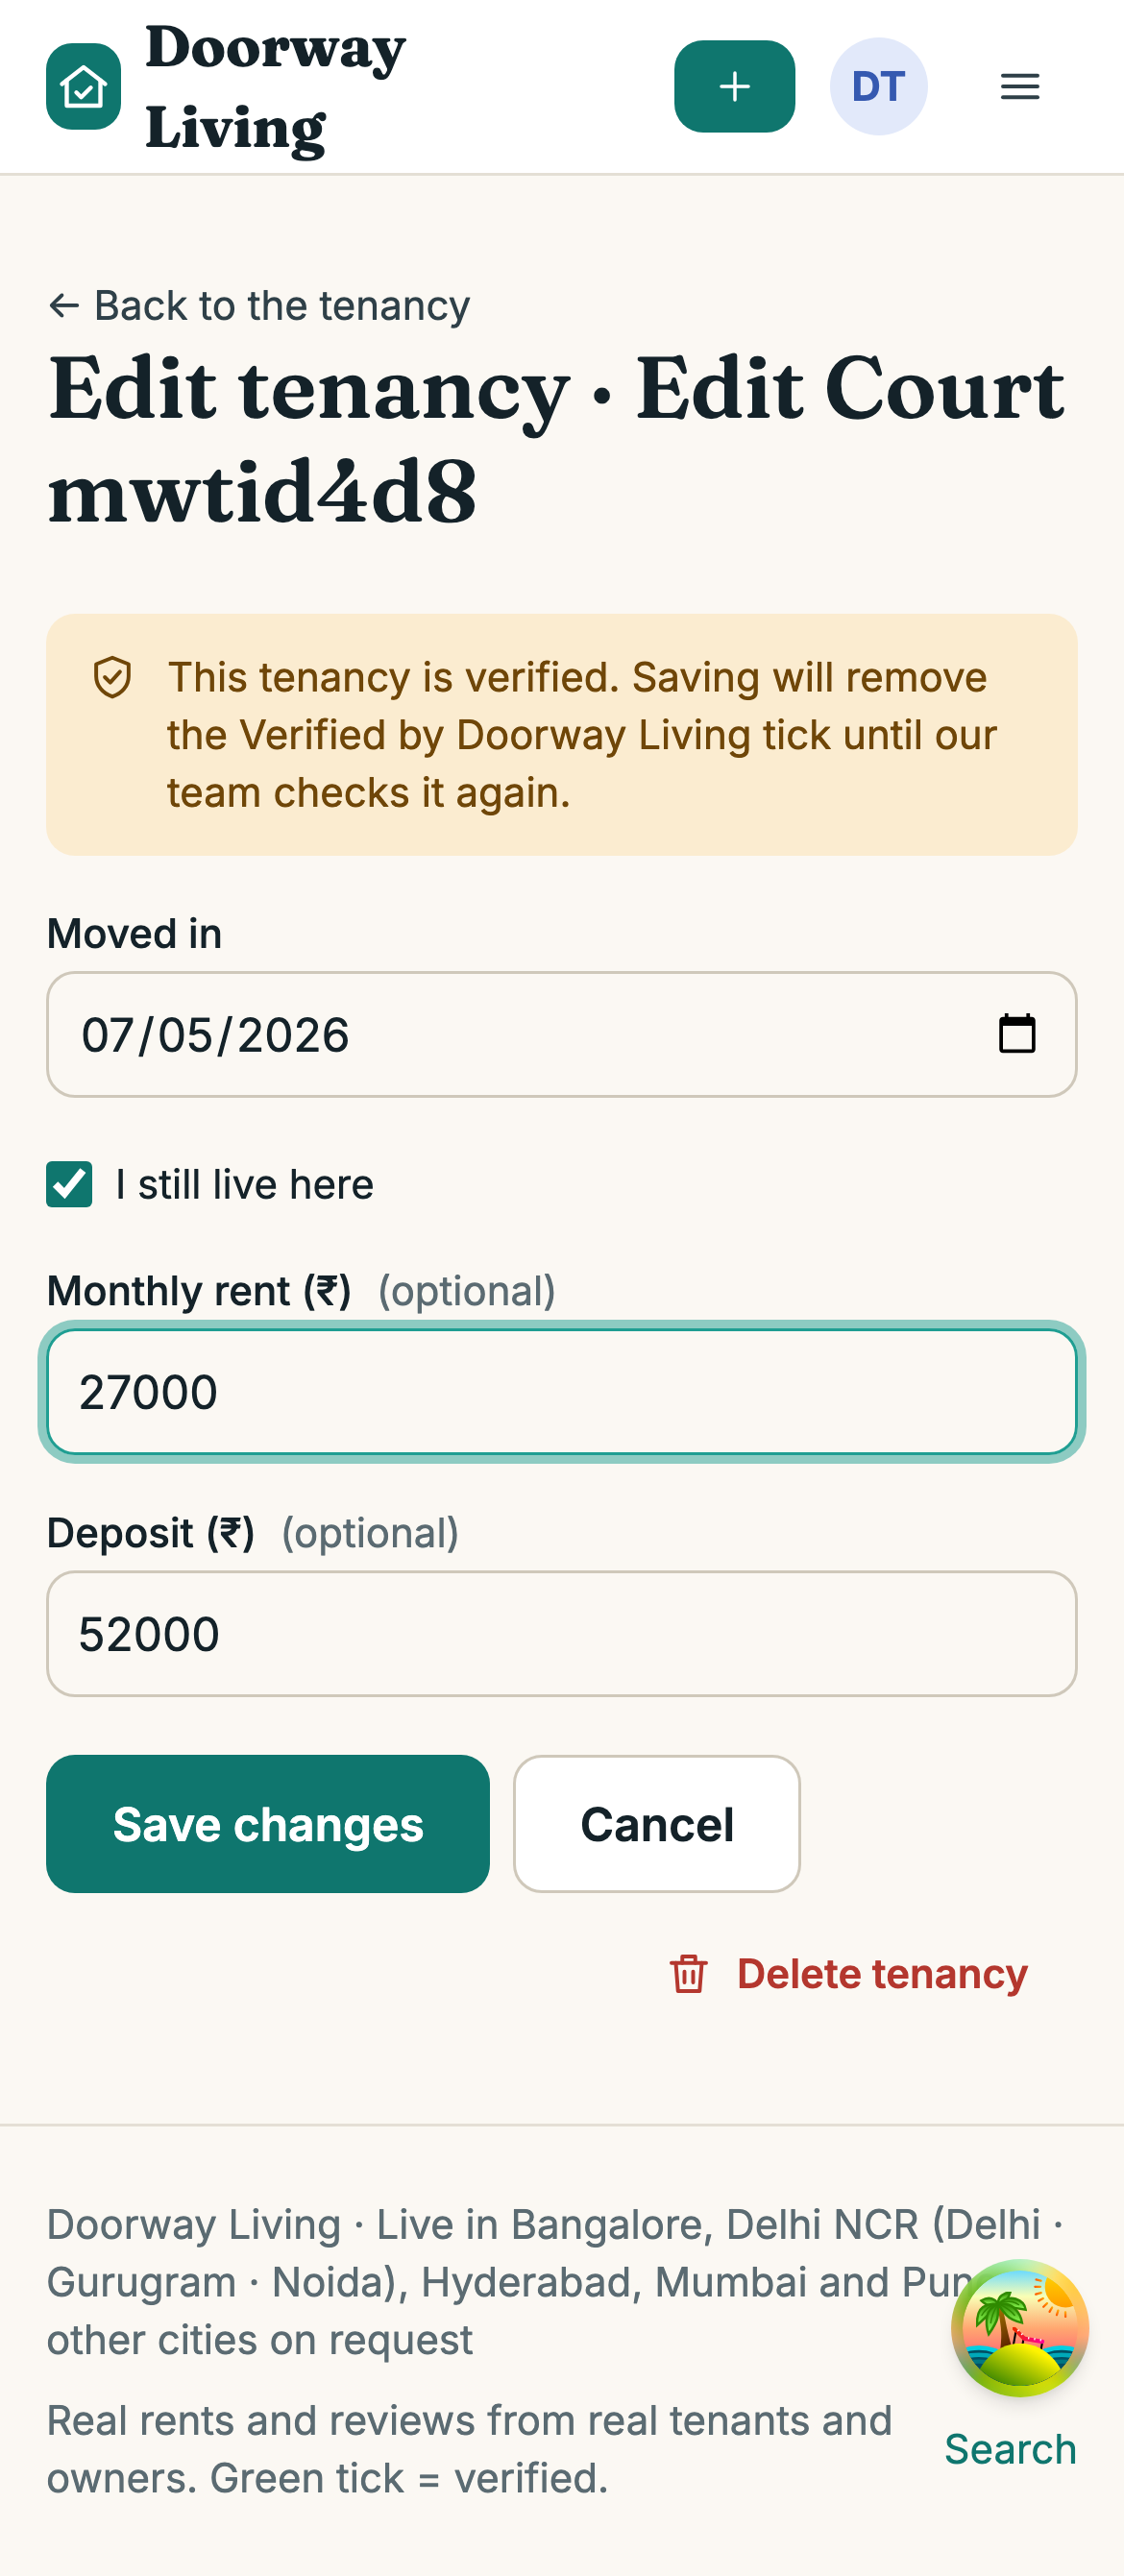 Doorway
Living
DT
← Back to the tenancy
Edit tenancy · Edit Court
mwtid4d8
This tenancy is verified. Saving will remove
the Verified by Doorway Living tick until our
team checks it again.
Moved in
07/05/2026
I still live here
Monthly rent (₹) (optional)
27000
Deposit (₹) (optional)
52000
Save changes
Cancel
Delete tenancy
Doorway Living · Live in Bangalore, Delhi NCR (Delhi ·
Gurugram · Noida), Hyderabad, Mumbai and
other cities on request
Real rents and reviews from real tenants and
owners. Green tick = verified.
Search